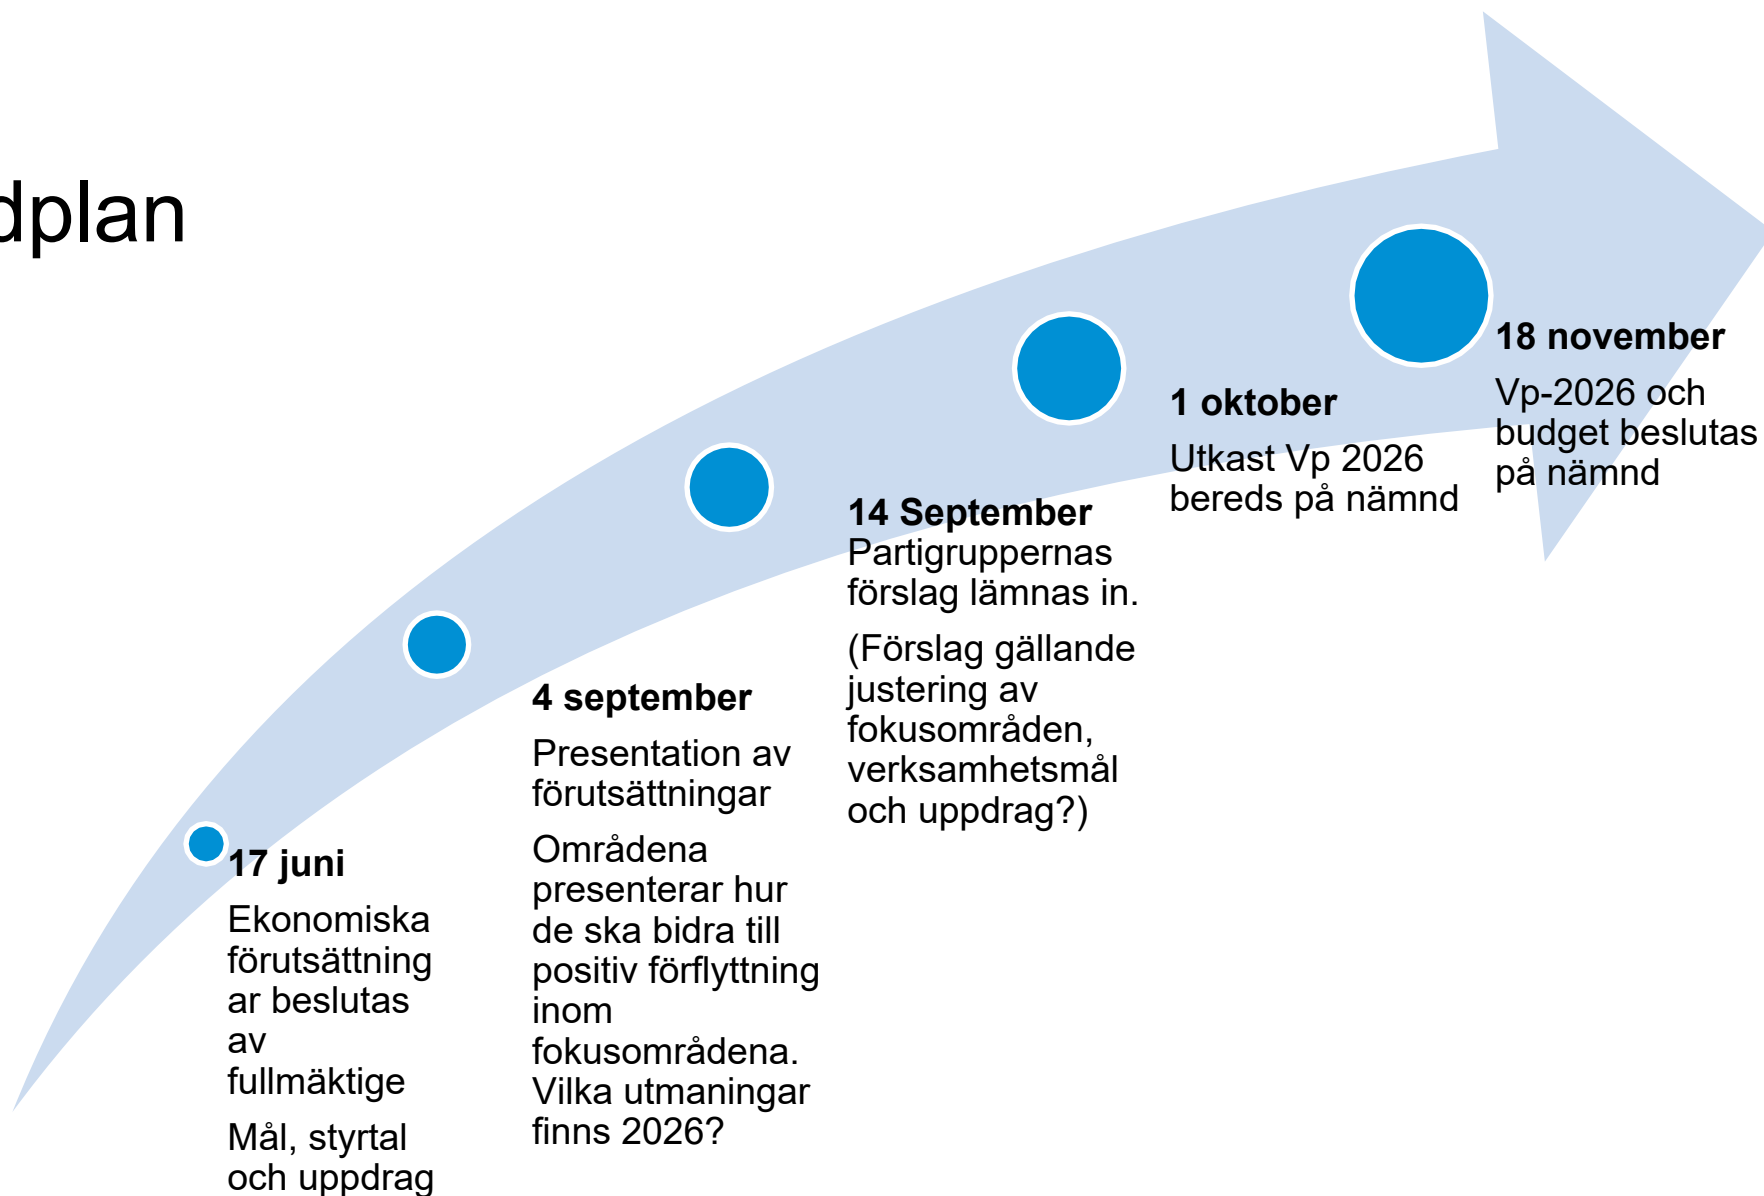 dplan
17 juni
Ekonomiska
förutsättning
ar beslutas
av
fullmäktige
Mål, styrtal
och uppdrag
4 september
Presentation av
förutsättningar
Områdena
presenterar hur
de ska bidra till
positiv förflyttning
inom
fokusområdena.
Vilka utmaningar
finns 2026?
14 September
Partigruppernas
förslag lämnas in.
(Förslag gällande
justering av
fokusområden,
verksamhetsmål
och uppdrag?)
1 oktober
Utkast Vp 2026
bereds på nämnd
18 november
Vp-2026 och
budget beslutas
på nämnd